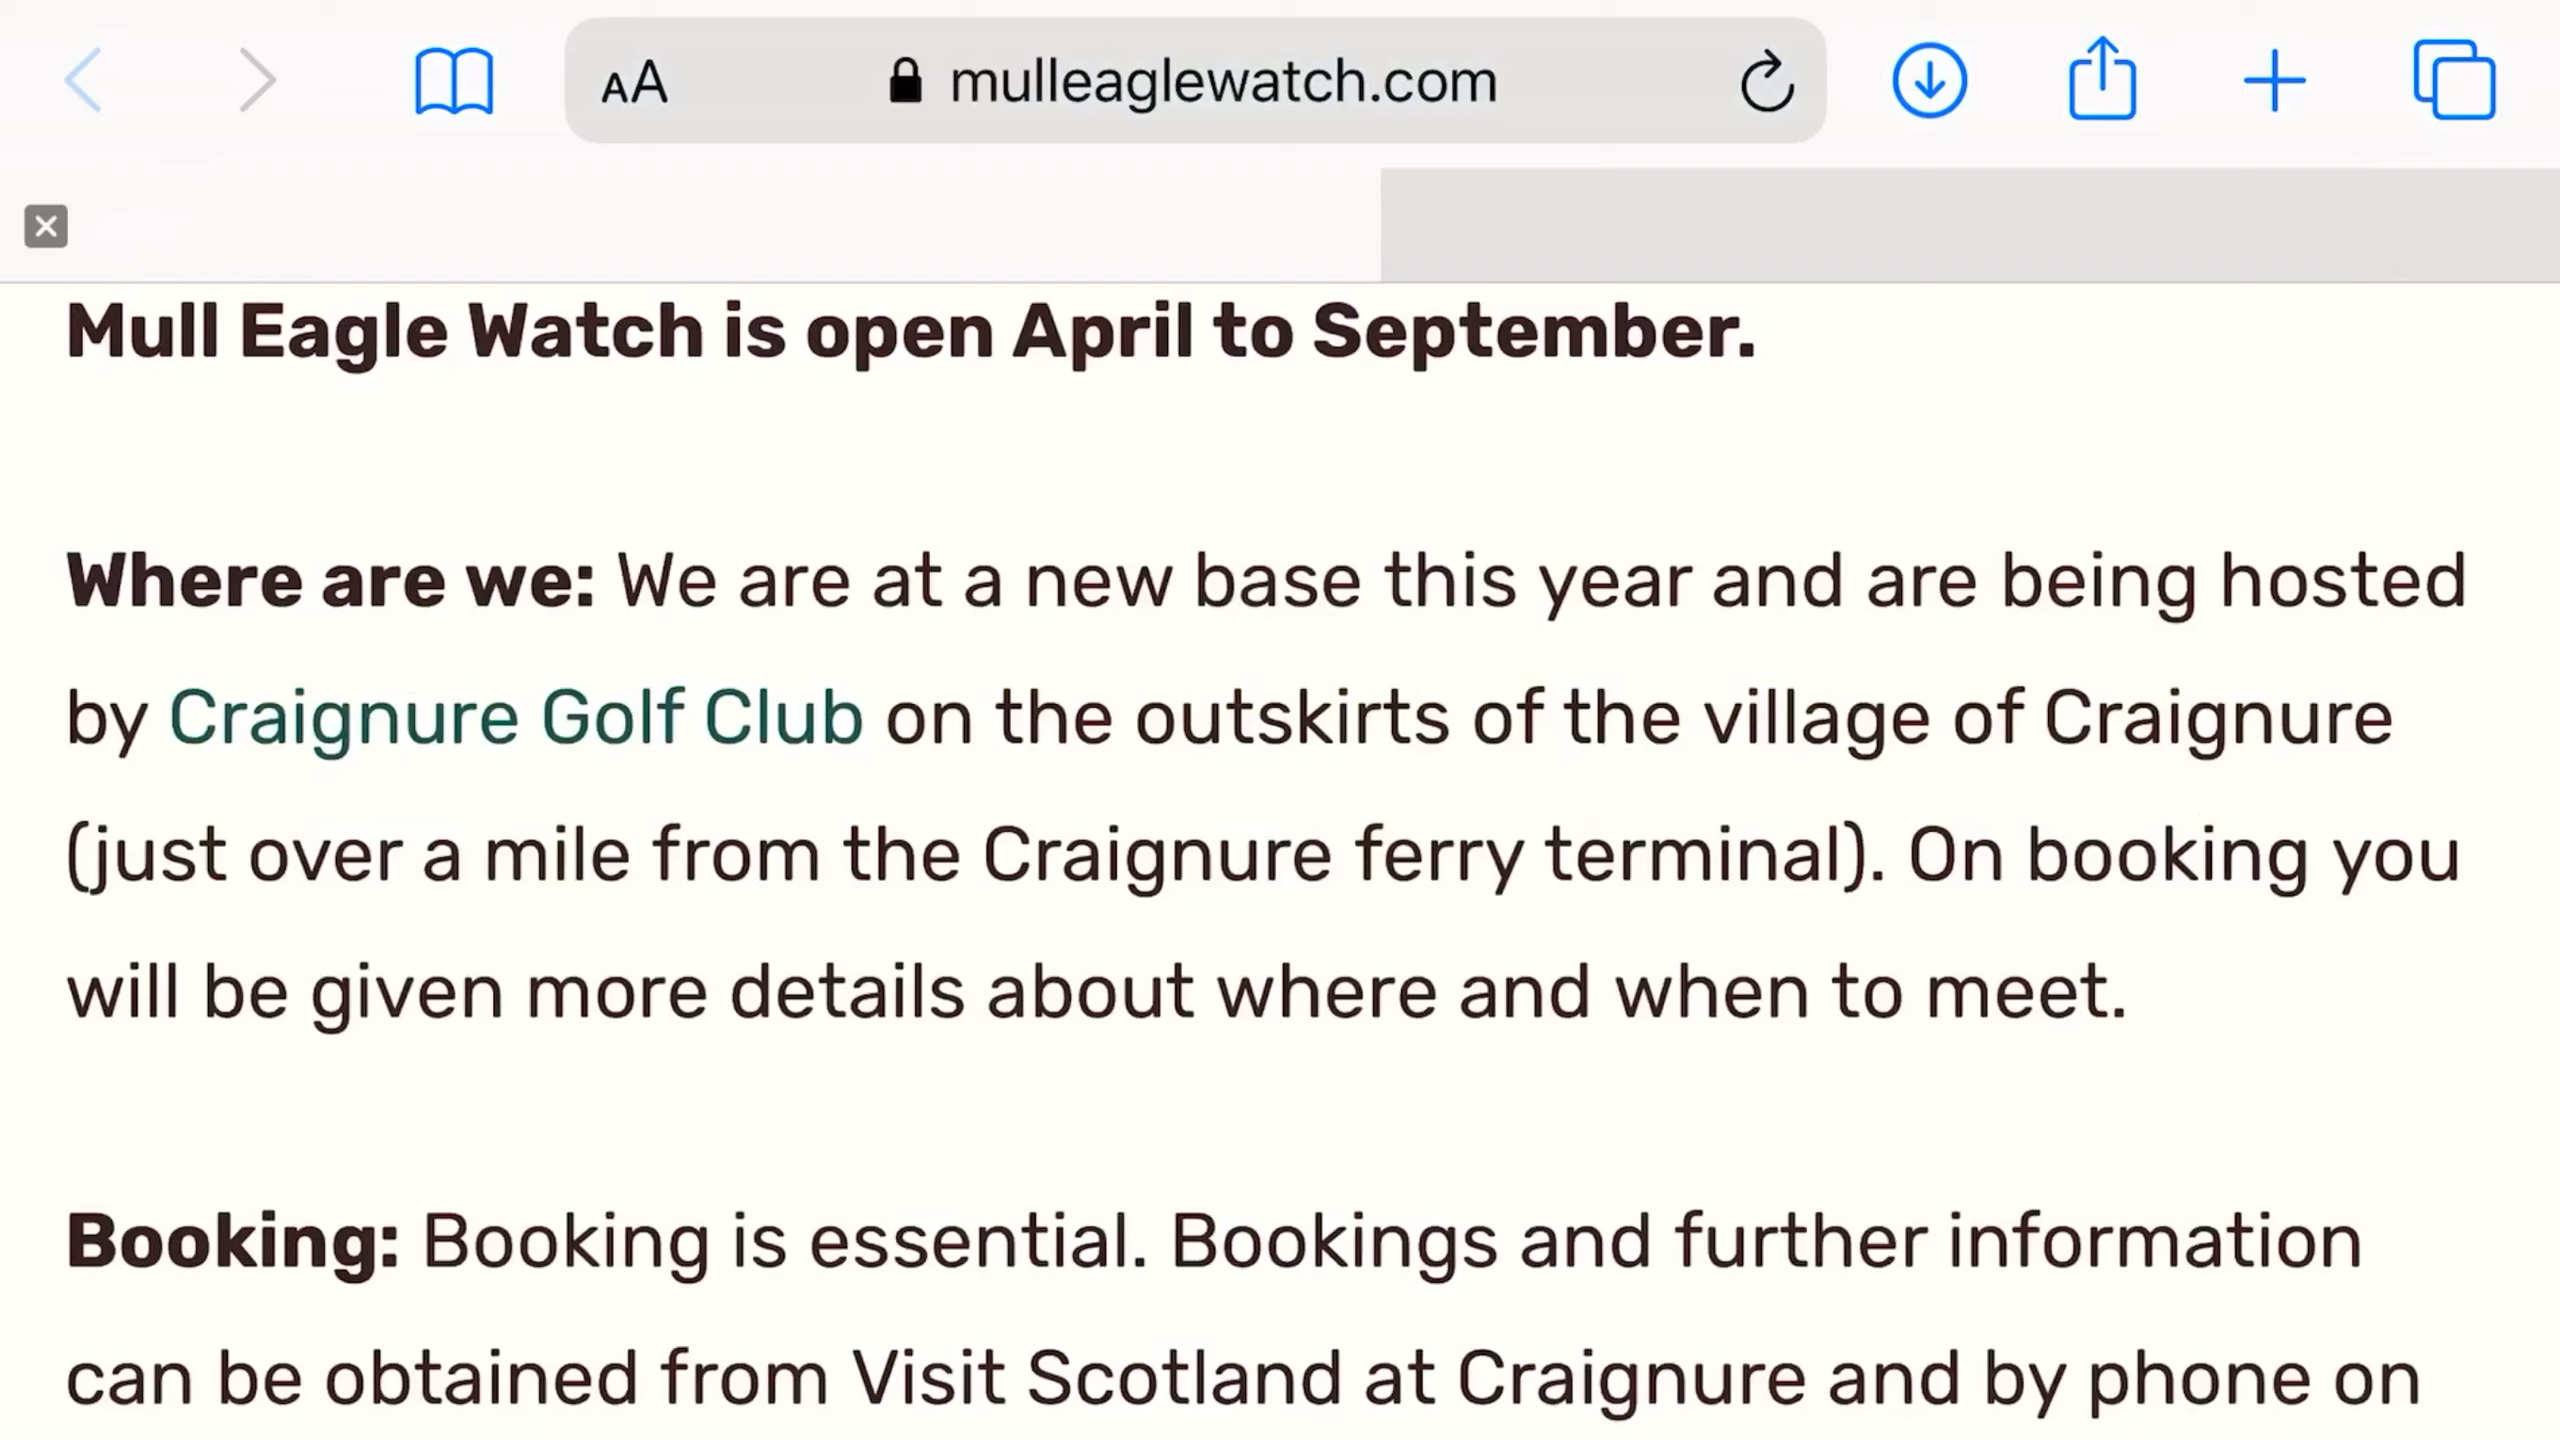 AA mulleaglewatch.com
Mull Eagle Watch is open April to September.
Where are we: We are at a new base this year and are being hosted
by Craignure Golf Club on the outskirts of the village of Craignure
(just over a mile from the Craignure ferry terminal). On booking you
will be given more details about where and when to meet.
Booking: Booking is essential. Bookings and further information
can be obtained from Visit Scotland at Craignure and by phone on